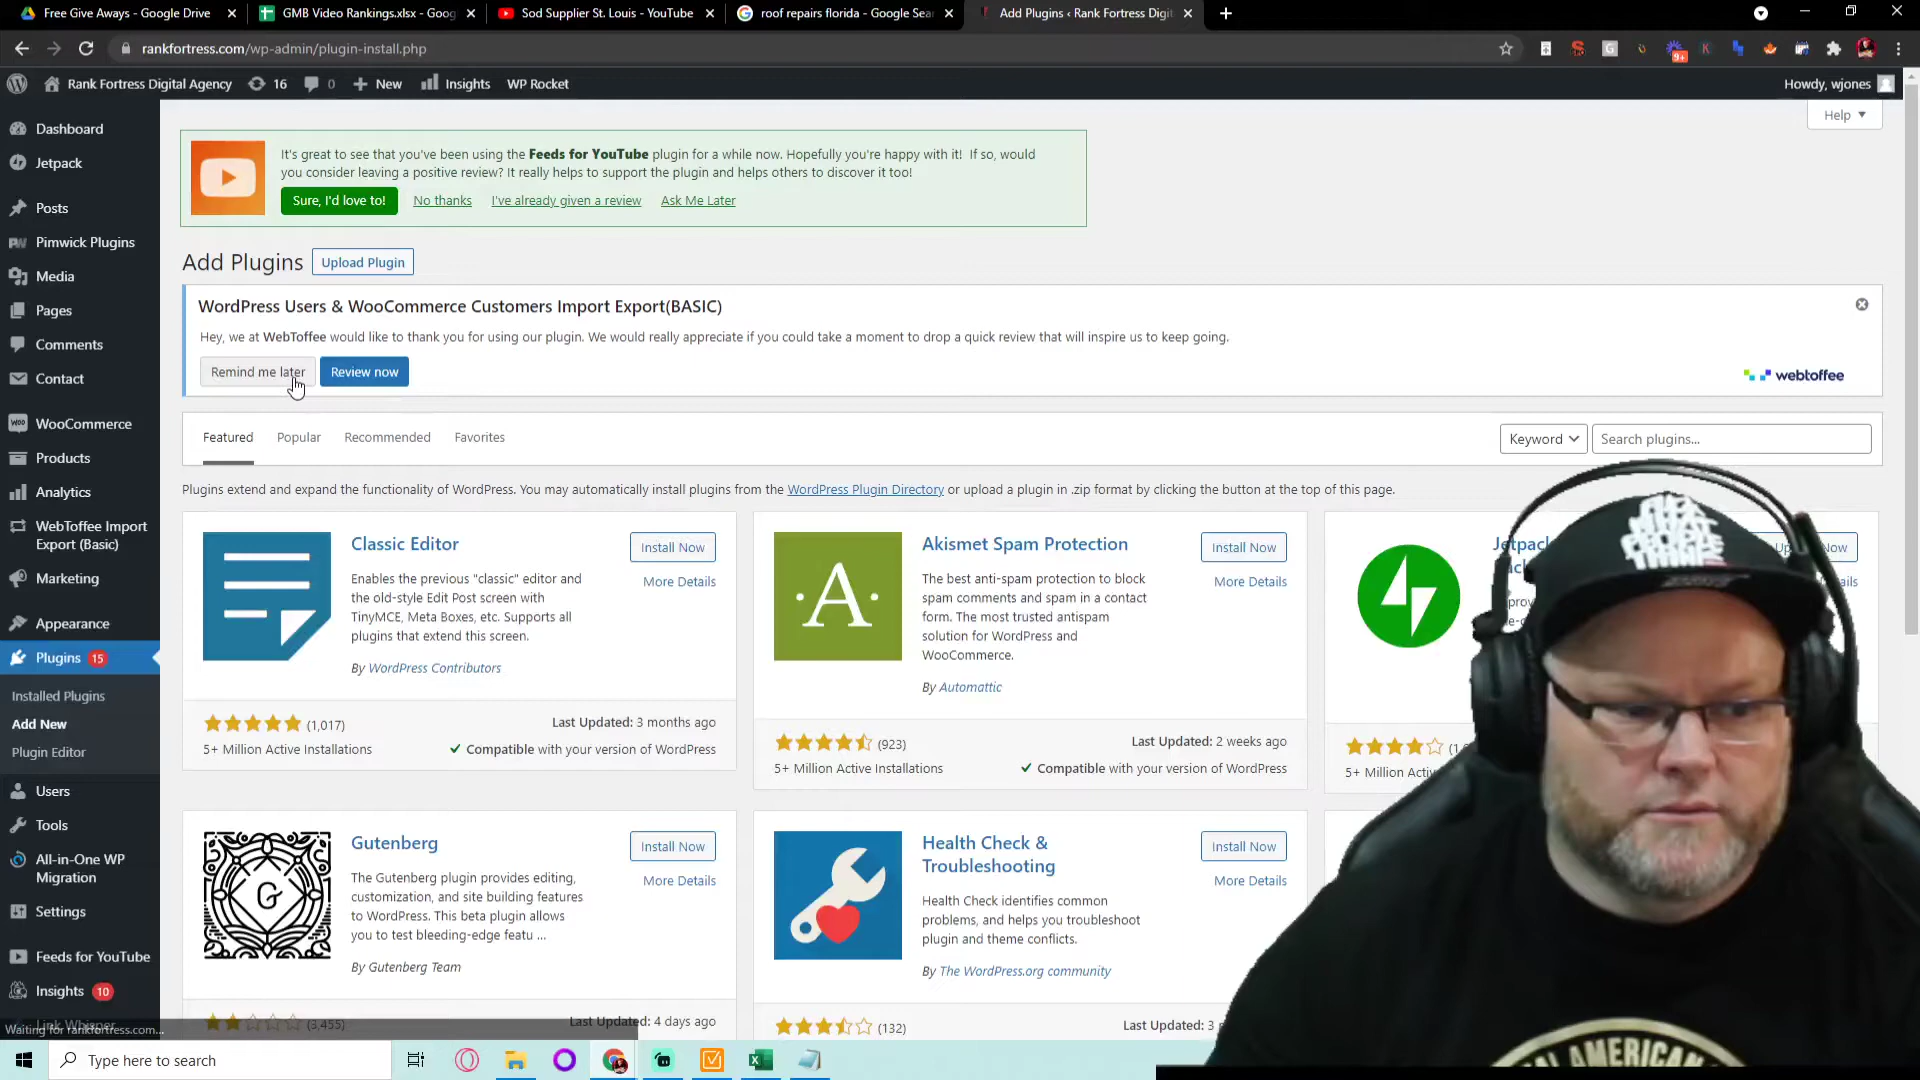 Free Give Aways - Google Drive
GMB Video Rankings.xlsx - Goog
Sod Supplier St. Louis - YouTube
roof repairs florida - Google Sea
Add Plugins ‹ Rank Fortress Digit
rankfortress.com/wp-admin/plugin-install.php
9+
Rank Fortress Digital Agency
16
0
New
Insights
WP Rocket
Howdy, wjones
Help
Dashboard
Jetpack
Posts
Pimwick Plugins
Media
Pages
Comments
Contact
WooCommerce
Products
Analytics
WebToffee Import
Export (Basic)
Marketing
Appearance
Plugins 15
Installed Plugins
Add New
Plugin Editor
Users
Tools
All-in-One WP
Migration
Settings
Feeds for YouTube
Insights 10
Link Whisper
Waiting for rankfortress.com...
It's great to see that you've been using the Feeds for YouTube plugin for a while now. Hopefully you're happy with it! If so, would
you consider leaving a positive review? It really helps to support the plugin and helps others to discover it too!
Sure, I'd love to!
No thanks
I've already given a review
Ask Me Later
Add Plugins
Upload Plugin
WordPress Users & WooCommerce Customers Import Export(BASIC)
Hey, we at WebToffee would like to thank you for using our plugin. We would really appreciate if you could take a moment to drop a quick review that will inspire us to keep going.
Remind me later
Review now
webtoffee
Featured
Popular
Recommended
Favorites
Keyword
Search plugins...
Plugins extend and expand the functionality of WordPress. You may automatically install plugins from the WordPress Plugin Directory or upload a plugin in .zip format by clicking the button at the top of this page.
Classic Editor
Install Now
More Details
Enables the previous "classic" editor and
the old-style Edit Post screen with
TinyMCE, Meta Boxes, etc. Supports all
plugins that extend this screen.
By WordPress Contributors
(1,017)
Last Updated: 3 months ago
5+ Million Active Installations
Compatible with your version of WordPress
A
Akismet Spam Protection
Install Now
More Details
The best anti-spam protection to block
spam comments and spam in a contact
form. The most trusted antispam
solution for WordPress and
WooCommerce.
By Automattic
(923)
Last Updated: 2 weeks ago
5+ Million Active Installations
Compatible with your version of WordPress
Jetpac
Now
5+ Million Activ
G
Gutenberg
Install Now
More Details
The Gutenberg plugin provides editing,
customization, and site building features
to WordPress. This beta plugin allows
you to test bleeding-edge featu ...
By Gutenberg Team
(3,455)
Last Updated: 4 days ago
Health Check &
Troubleshooting
Install Now
More Details
Health Check identifies common
problems, and helps you troubleshoot
plugin and theme conflicts.
By The WordPress.org community
(132)
Last Updated: 3
AMERICAN
Type here to search